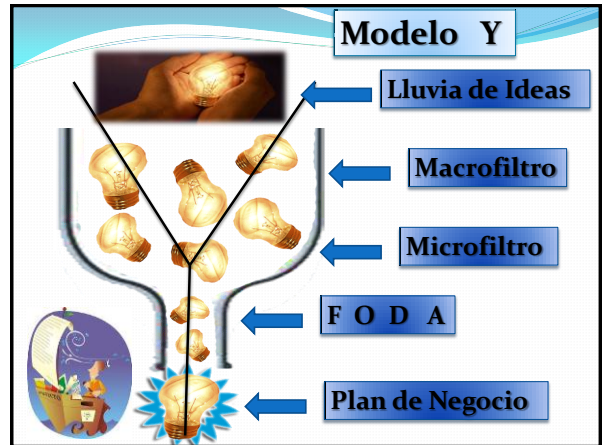 Modelo Y
Lluvia de Ideas
Macrofiltro
Microfiltro
F O D A
Plan de Negocio